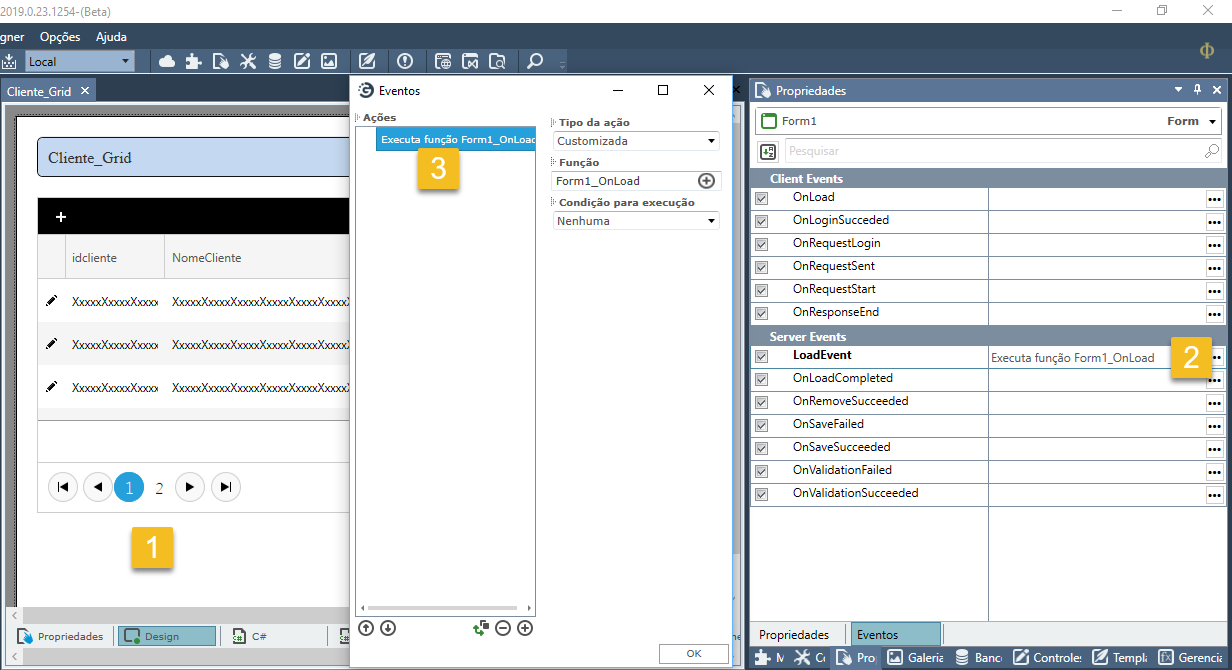 2019.0.23.1254-(Beta)
gner Opções Ajuda
Local
Cliente_Grid
Cliente_Grid
idcliente NomeCliente
XxxxxXxxxxXxxxx XxxxxXxxxxXxxxxXxxxxXxxxxXxxxxX
XxxxxXxxxxXxxxx XxxxxXxxxxXxxxxXxxxxXxxxxXxxxxX
XxxxxXxxxxXxxxx XxxxxXxxxxXxxxxXxxxxXxxxxXxxxxX
1 2
1
Propriedades Design C#
Eventos
Ações
Executa função Form1_OnLoad
3
Tipo da ação
Customizada
Função
Form1_OnLoad
Condição para execução
Nenhuma
OK
Propriedades
Form1 Form
Pesquisar
Client Events
OnLoad
OnLoginSucceded
OnRequestLogin
OnRequestSent
OnRequestStart
OnResponseEnd
Server Events
LoadEvent Executa função Form1_OnLoad
2
OnLoadCompleted
OnRemoveSucceeded
OnSaveFailed
OnSaveSucceeded
OnValidationFailed
OnValidationSucceeded
Propriedades Eventos
M Co Pro Galeria Banc Controles Templa Gerencia